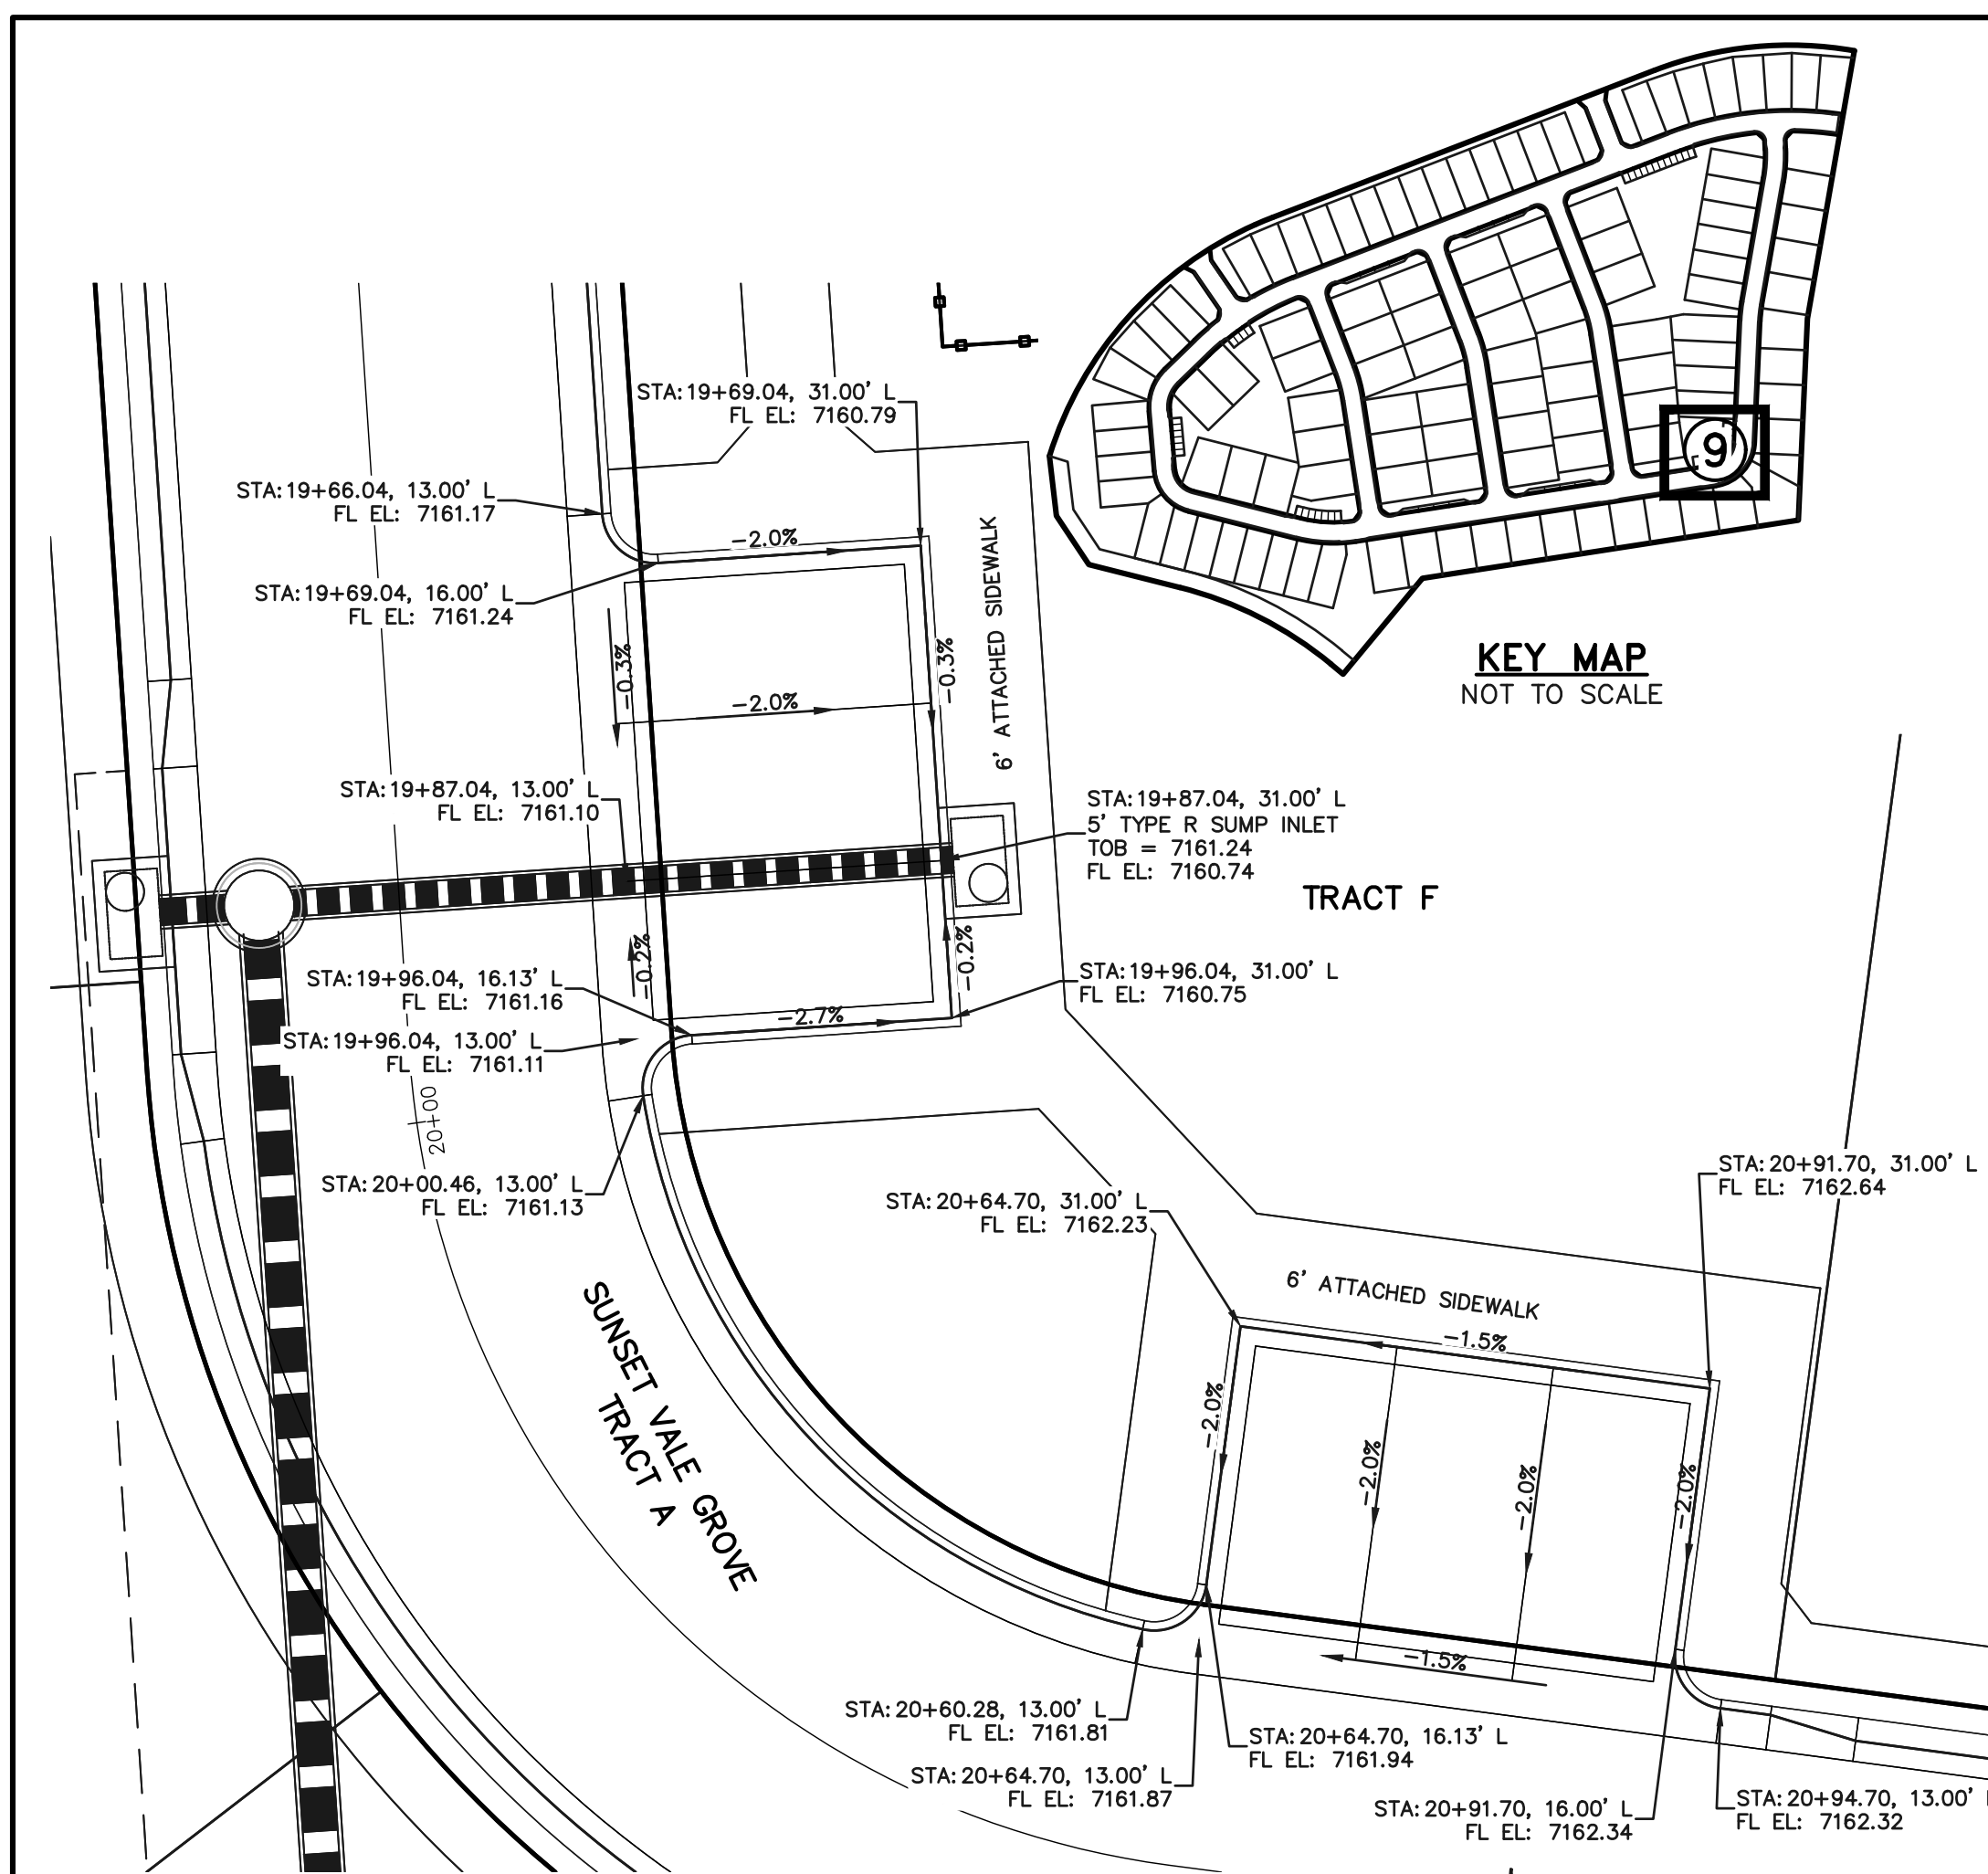 STA:19+69.04, 31.00' L
FL EL: 7160.79
STA:19+66.04, 13.00' L
FL EL: 7161.17
-2.0%
STA:19+69.04, 16.00' L
FL EL: 7161.24
-0.3%
-0.3%
6' ATTACHED SIDEWALK
-2.0%
9
KEY MAP
NOT TO SCALE
STA:19+87.04, 13.00' L
FL EL: 7161.10
STA:19+87.04, 31.00' L
5' TYPE R SUMP INLET
TOB = 7161.24
FL EL: 7160.74
TRACT F
-0.2%
-0.2%
STA:19+96.04, 16.13' L
FL EL: 7161.16
STA:19+96.04, 31.00' L
FL EL: 7160.75
-2.7%
STA:19+96.04, 13.00' L
FL EL: 7161.11
20+00
STA:20+00.46, 13.00' L
FL EL: 7161.13
STA:20+64.70, 31.00' L
FL EL: 7162.23
STA:20+91.70, 31.00' L
FL EL: 7162.64
6' ATTACHED SIDEWALK
-1.5%
SUNSET VALE GROVE
TRACT A
-2.0%
-2.0%
-2.0%
-2.0%
-1.5%
STA:20+60.28, 13.00' L
FL EL: 7161.81
STA:20+64.70, 16.13' L
FL EL: 7161.94
STA:20+64.70, 13.00' L
FL EL: 7161.87
STA:20+91.70, 16.00' L
FL EL: 7162.34
STA:20+94.70, 13.00'
FL EL: 7162.32